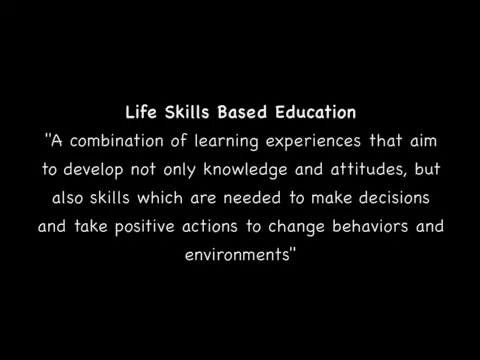 Life Skills Based Education
"A combination of learning experiences that aim
to develop not only knowledge and attitudes, but
also skills which are needed to make decisions
and take positive actions to change behaviors and
environments"